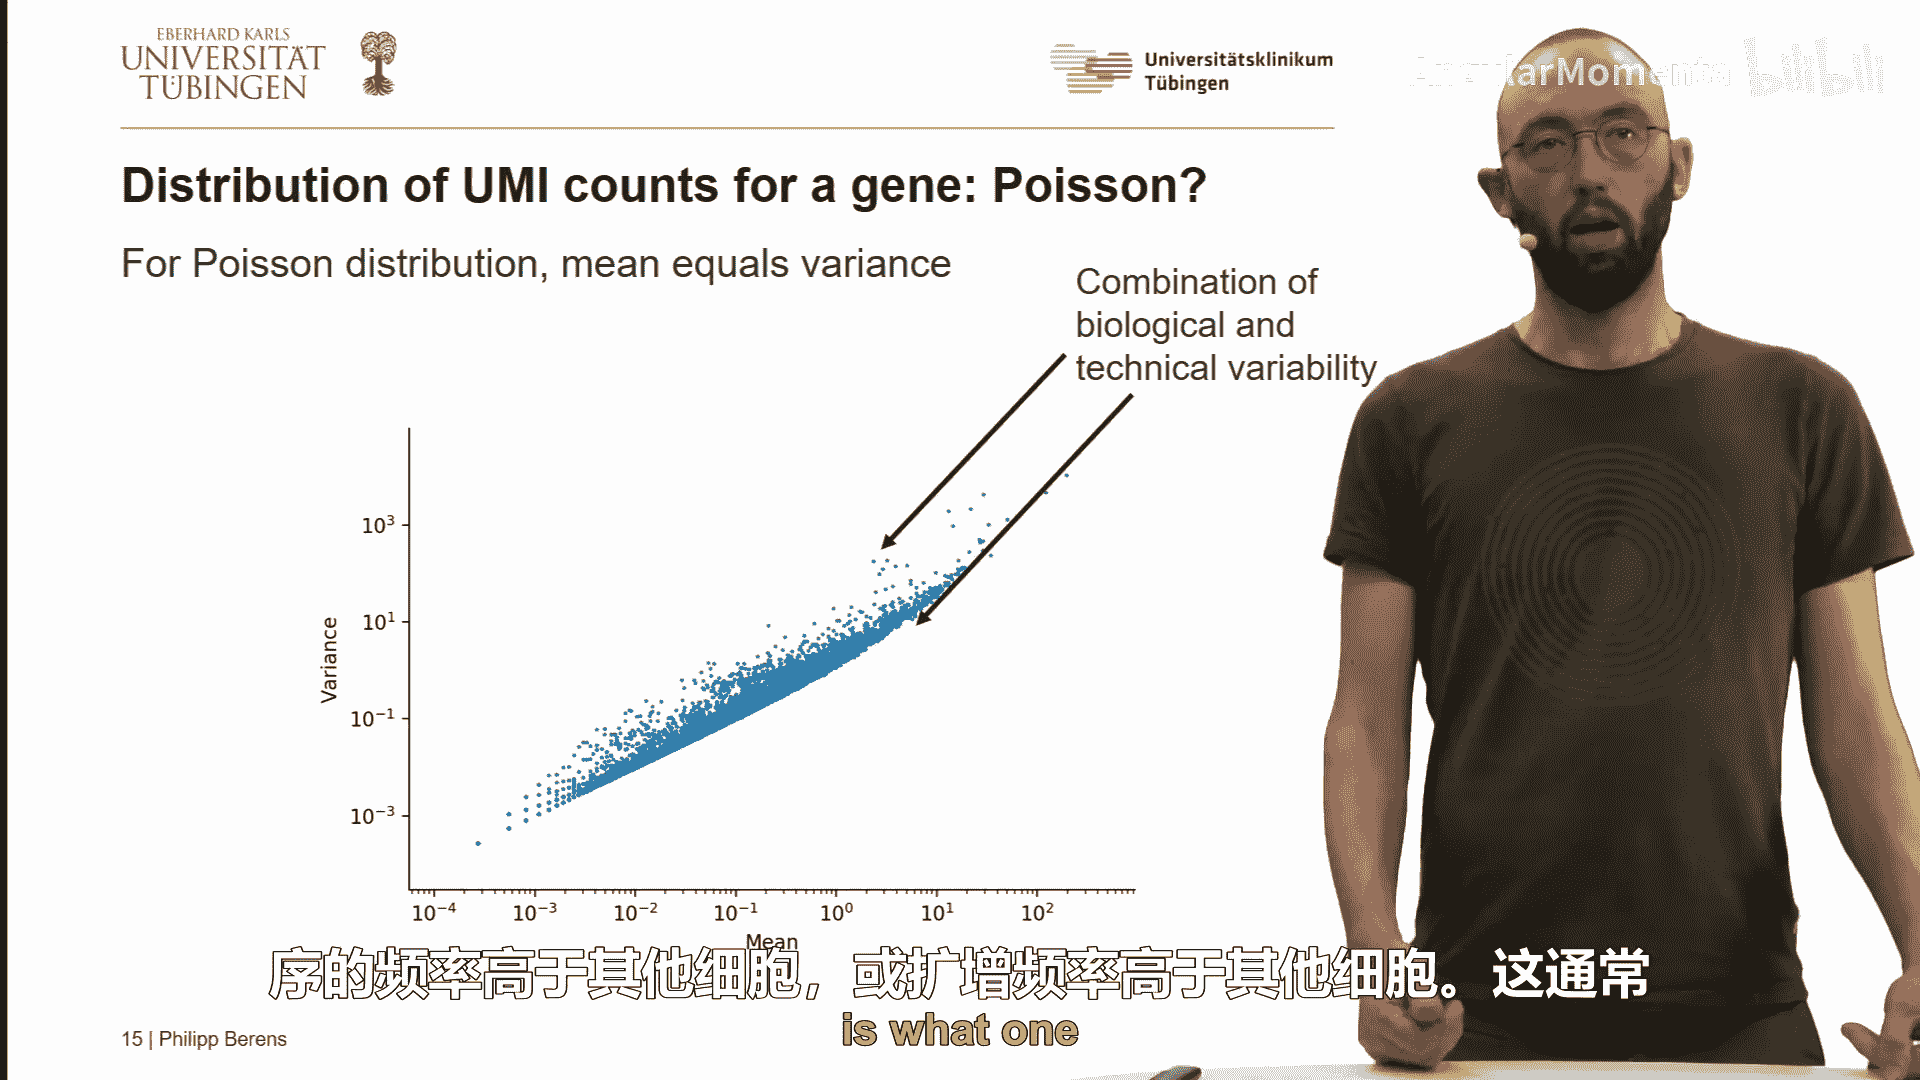 EBERHARD KARLS
UNIVERSITÄT
TÜBINGEN
Universitätsklinikum
Tübingen
bilibili
Distribution of UMI counts for a gene: Poisson?
For Poisson distribution, mean equals variance
Combination of
biological and
technical variability
Variance
10³
10¹
10⁻¹
10⁻³
10⁻⁴ 10⁻³ 10⁻² 10⁻¹ 10⁰ 10¹ 10²
Mean
序的频率高于其他细胞，或扩增频率高于其他细胞。这通常
is what one
15 | Philipp Berens